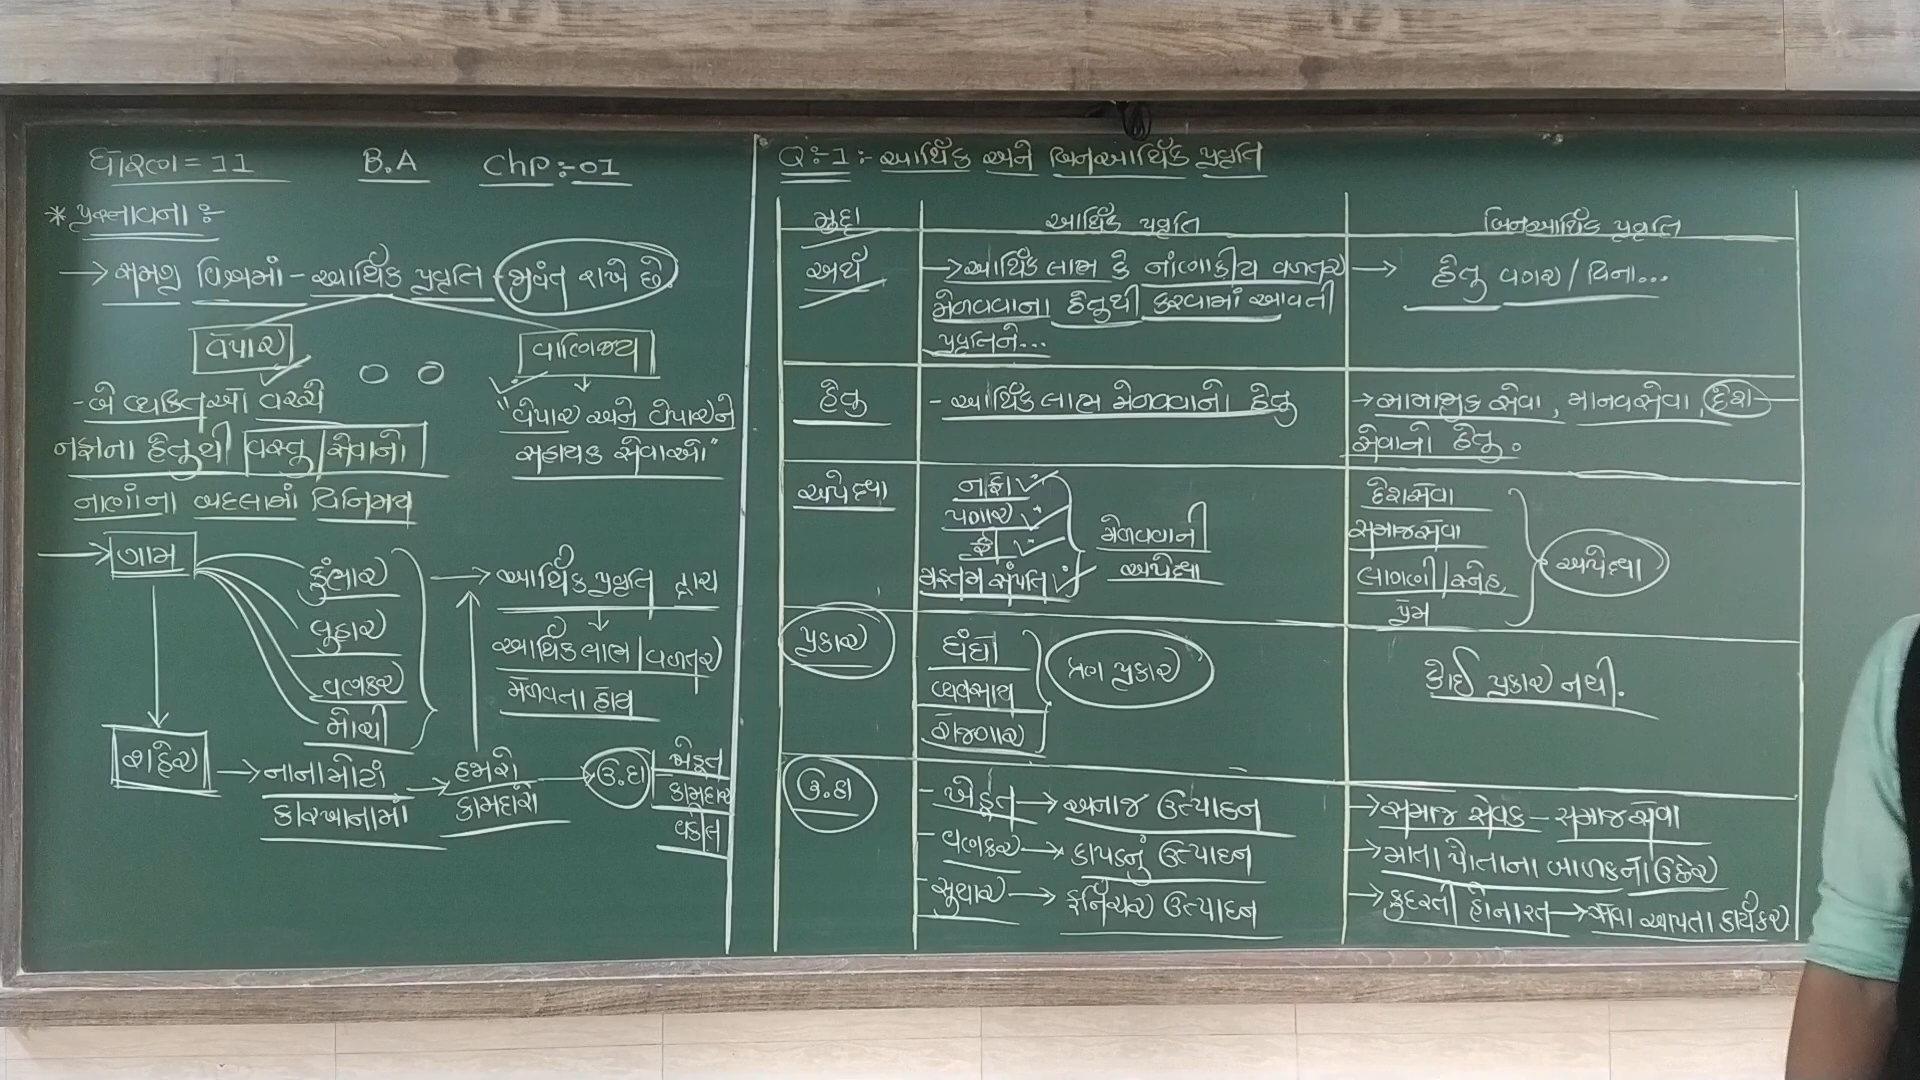 ધોરણ = 11 B.A ChP :- 01
* પ્રસ્તાવના :-
→ સમગ્ર વિશ્વમાં - આર્થિક પ્રવૃતિ - જીવંત રાખે છે.
વેપાર વાણિજ્ય
- બે વ્યકિતઓ વચ્ચે
નફાના હેતુથી વસ્તુ/સેવાનો
નાણાંના બદલામાં વિનિમય
"વેપાર અને વેપારને
સહાયક સેવાઓ"
→ ગામ
કુંભાર
લુહાર
વણકર
મોચી
→ આર્થિક પ્રવૃતિ દ્વારા
આર્થિક લાભ/વળતર
મેળવતા હોય
શહેર → નાના મોટાં
કારખાનામાં
→ હજારો
કામદારો
→ ઉ.દા
ખેડૂત
કામદાર
વકીલ
Q :- 1 :- આર્થિક અને બિનઆર્થિક પ્રવૃતિ
મુદ્દા આર્થિક પ્રવૃતિ બિનઆર્થિક પ્રવૃતિ
અર્થ → આર્થિક લાભ કે નાંણાકીય વળતર → હેતુ વગર / વિના...
મેળવવાના હેતુથી કરવામાં આવતી
પ્રવૃતિને...
હેતુ - આર્થિક લાભ મેળવવાનો હેતુ → સામાજીક સેવા, માનવસેવા, દેશ
સેવાનો હેતુ.
અપેક્ષા
નફો
પગાર
ફી
મહતમ સંપતિ
મેળવવાની
અપેક્ષા
દેશસેવા
સમાજસેવા
લાગણી/સ્નેહ,
પ્રેમ
અપેક્ષા
પ્રકાર
ધંધો
વ્યવસાય
રોજગાર
ત્રણ પ્રકાર
કોઈ પ્રકાર નથી.
ઉ.દા
- ખેડૂત → અનાજ ઉત્પાદન
- વણકર → કાપડનું ઉત્પાદન
- સુથાર → ફર્નિચર ઉત્પાદન
→ સમાજ સેવક - સમાજસેવા
→ માતા પોતાના બાળકનો ઉછેર
→ કુદરતી હોનારત → સેવા આપતા કાર્યકર